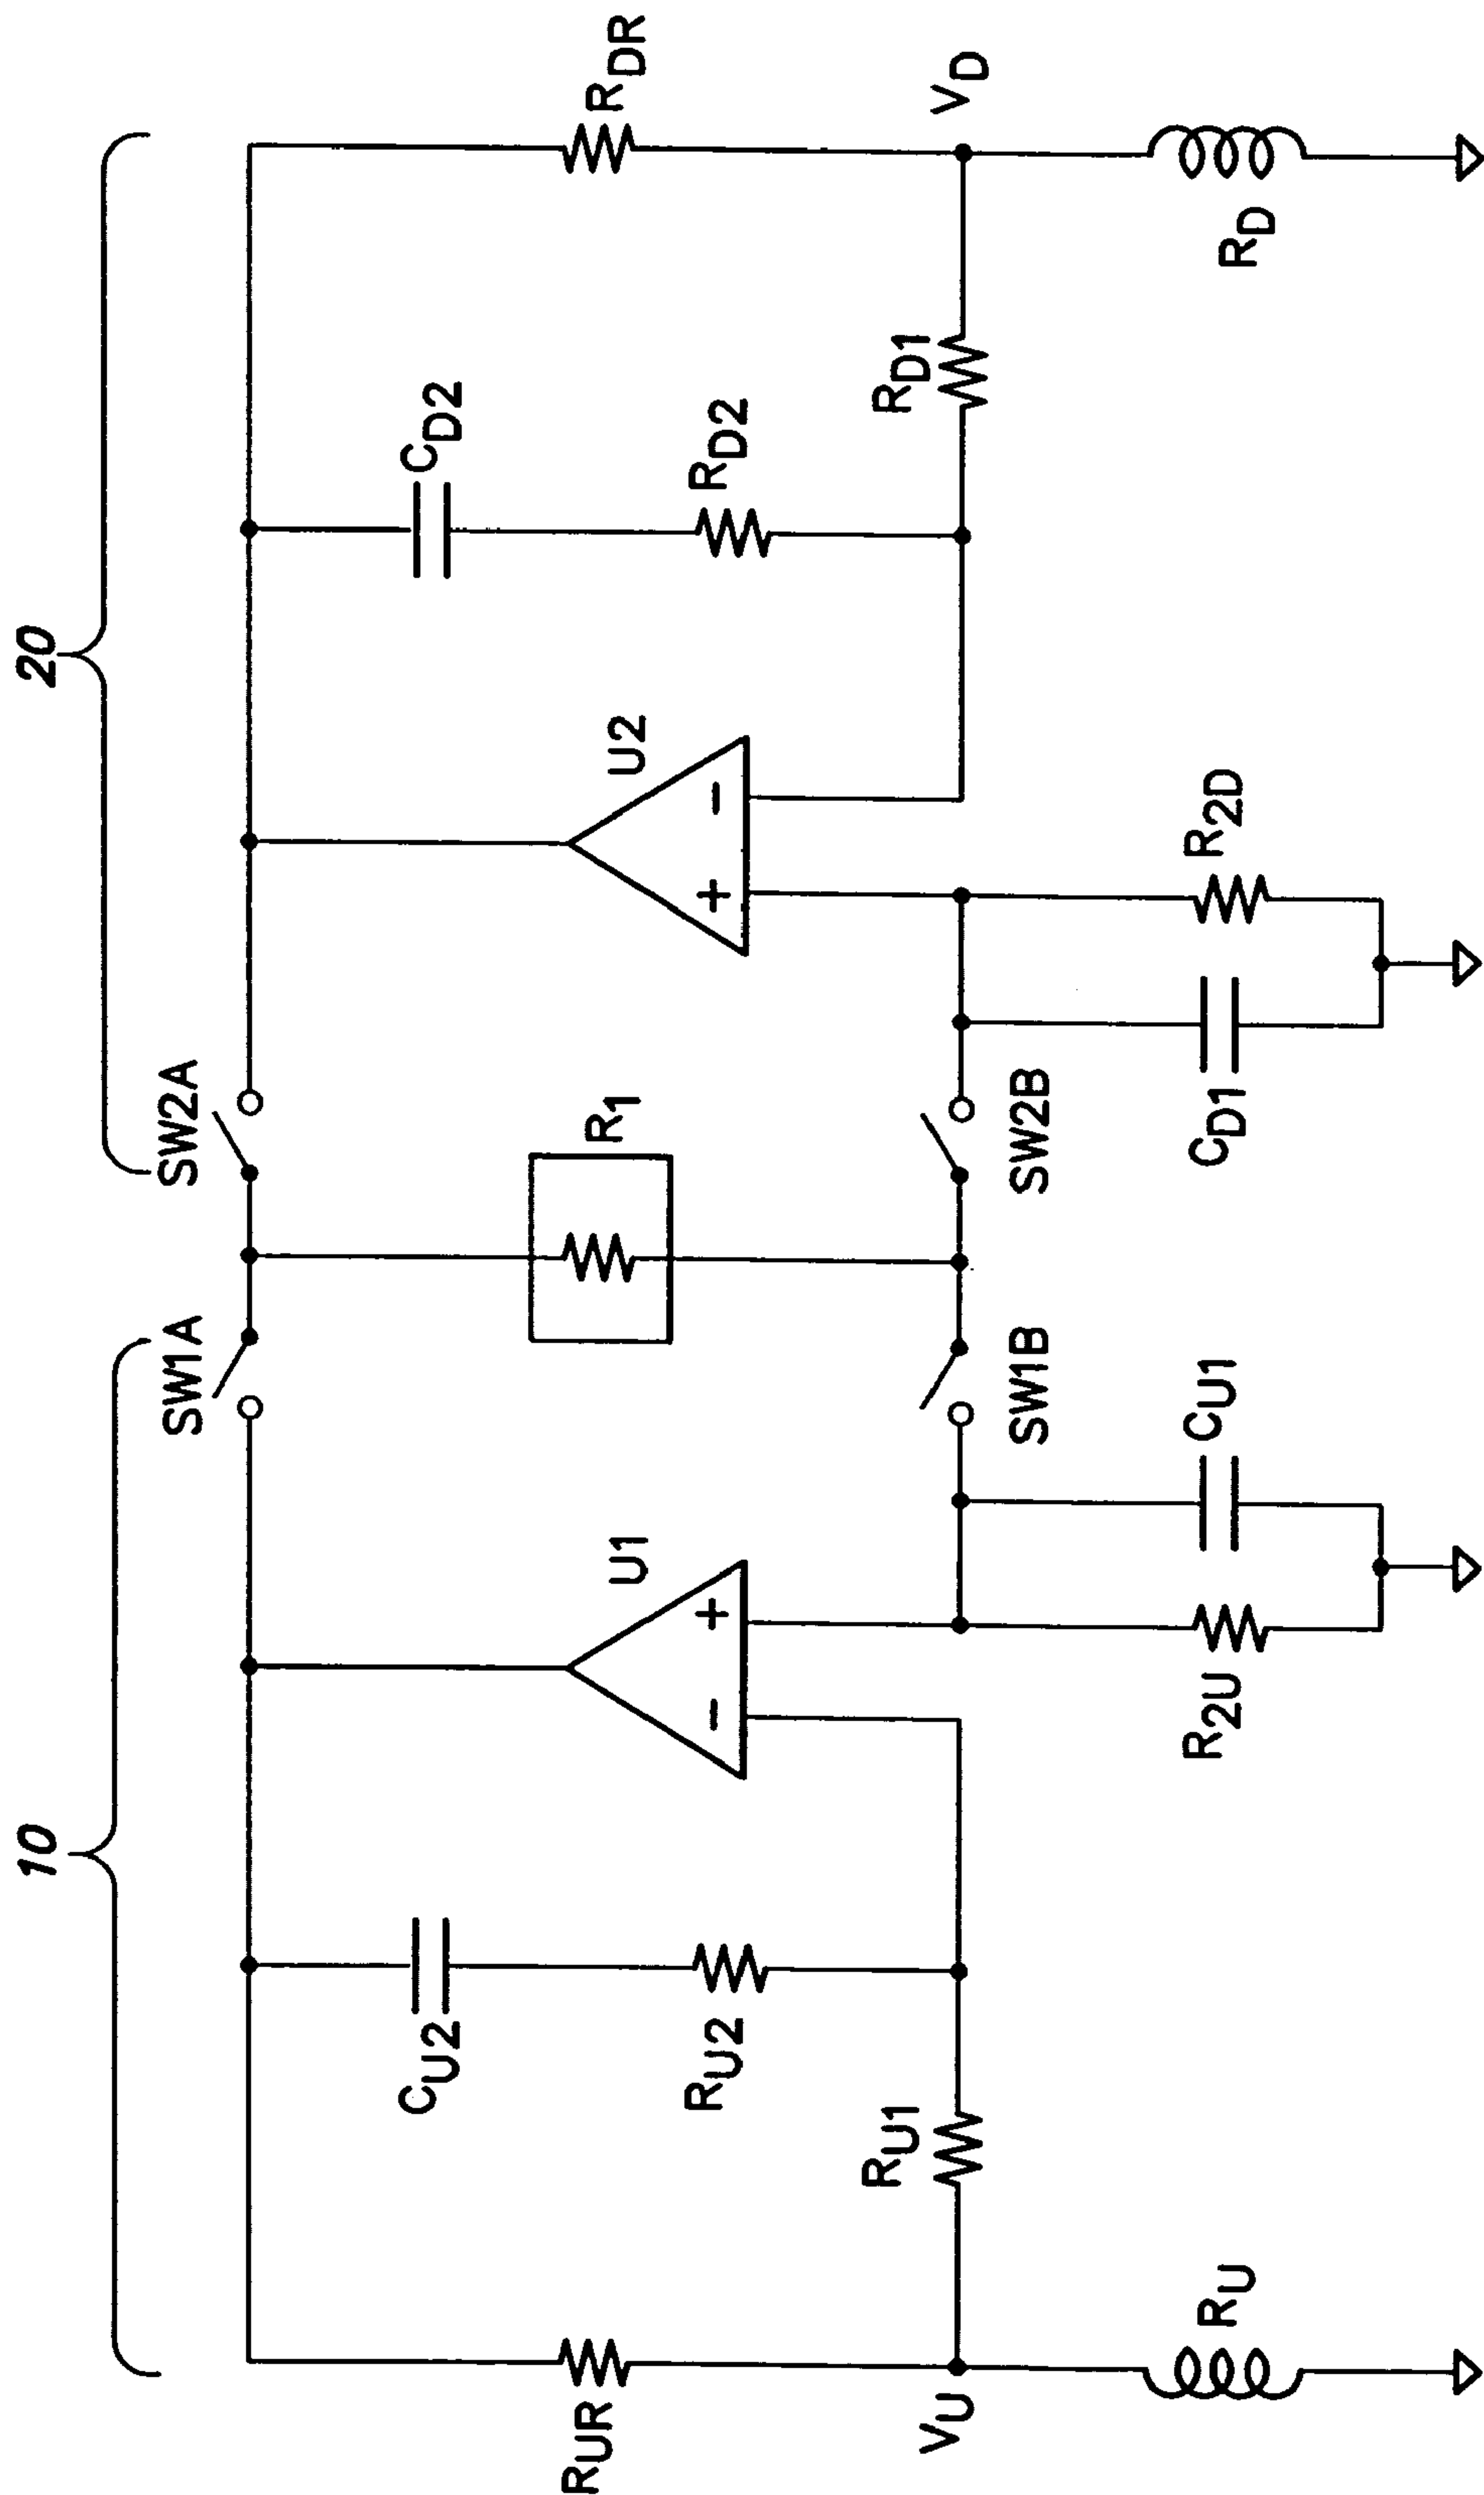 20
10
RDR
VD
RD
RD1
CD2
RD2
U2
R2D
CD1
SW2A
SW2B
R1
SW1A
SW1B
CU1
U1
R2U
CU2
RU2
RU1
RU
RUR
VU
+
−
+
−